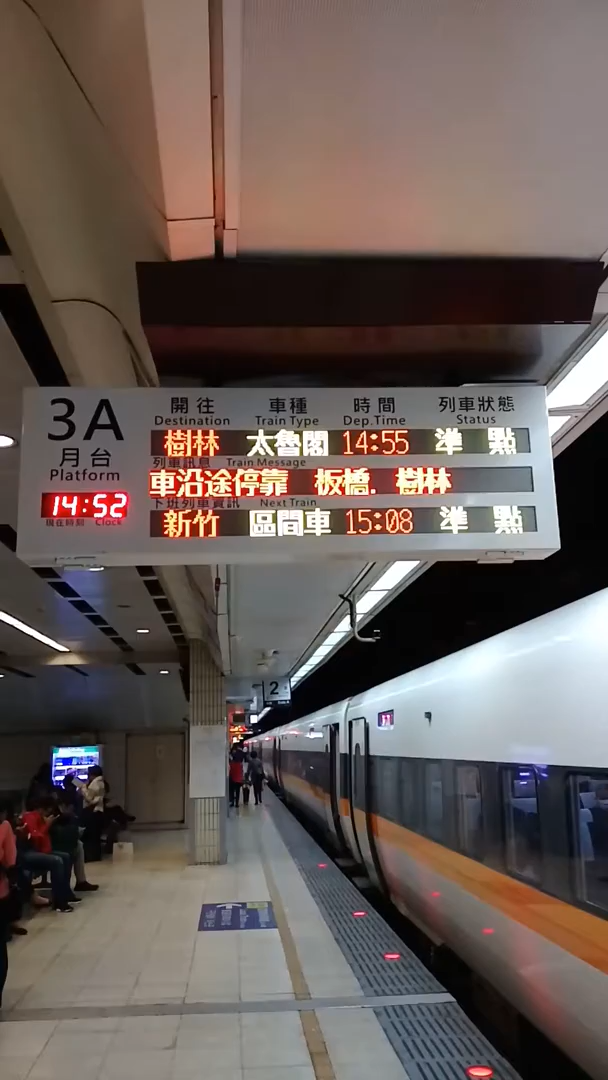 3A
月台
Platform
14:52
現在時刻 Clock
開往 車種 時間 列車狀態
Destination Train Type Dep.Time Status
樹林 太魯閣 14:55 準點
列車訊息 Train Message
車沿途停靠 板橋. 樹林
下班列車資訊 Next Train
新竹 區間車 15:08 準點
2